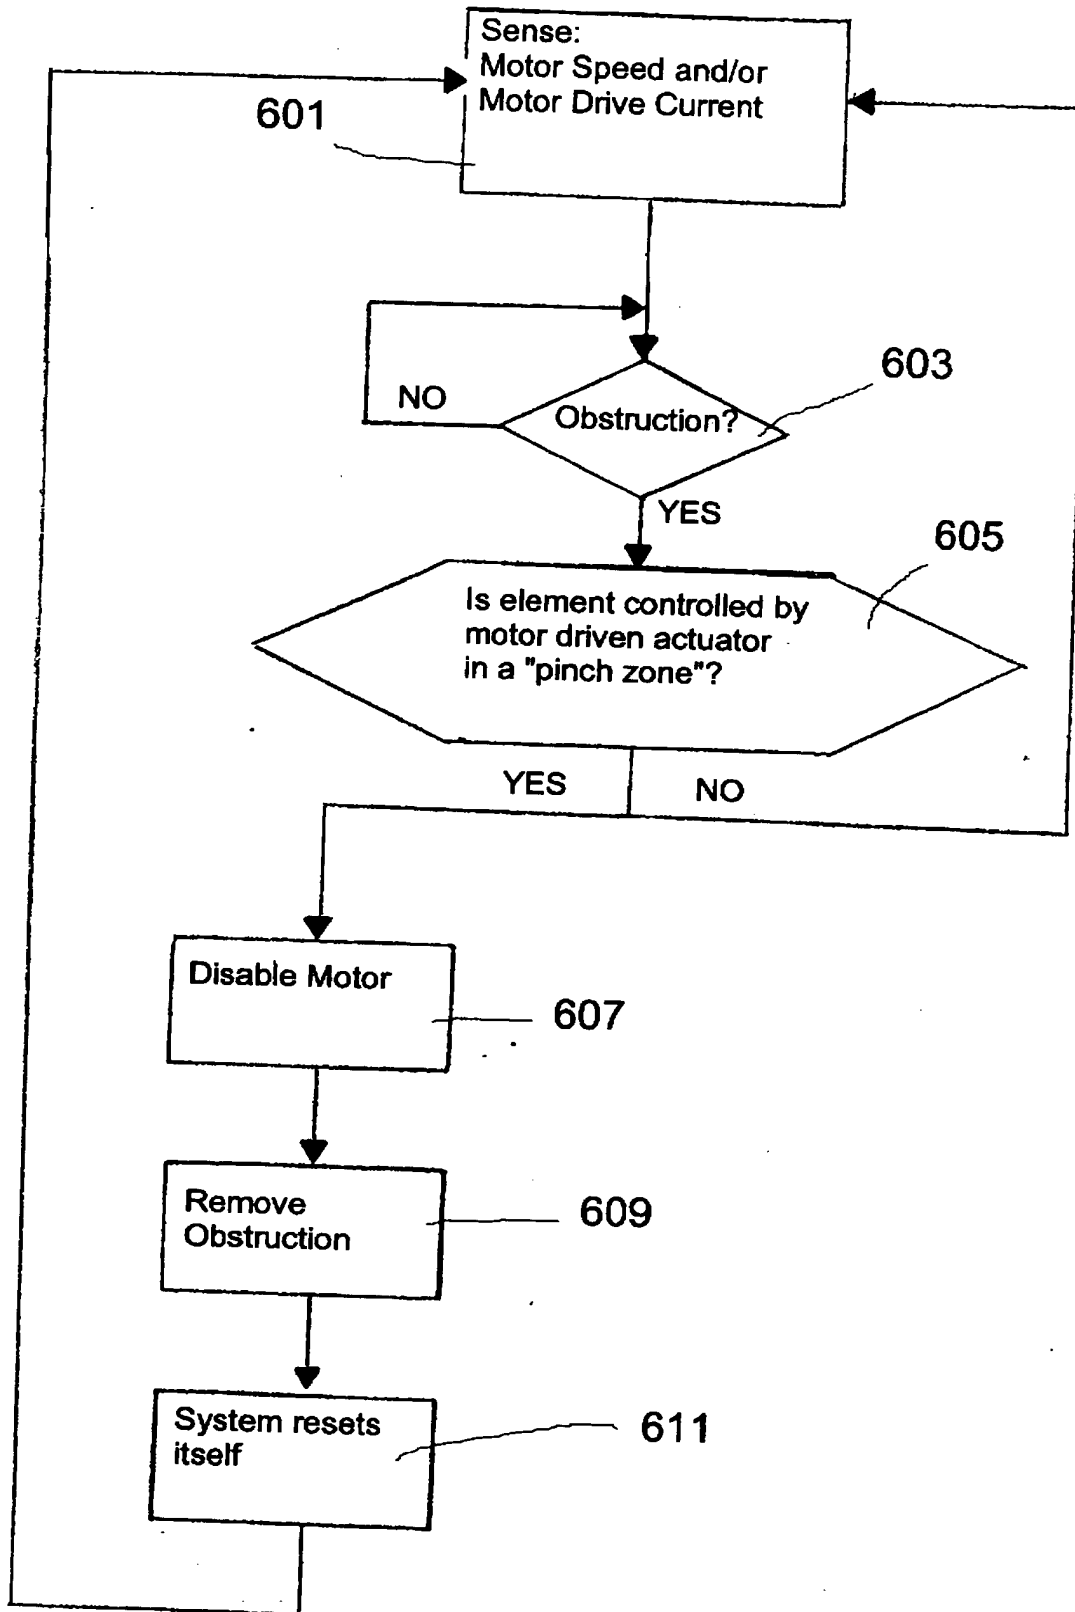 Sense:
Motor Speed and/or
Motor Drive Current
601
603
Obstruction?
NO
YES
605
Is element controlled by
motor driven actuator
in a "pinch zone"?
YES
NO
Disable Motor
607
Remove
Obstruction
609
System resets
itself
611